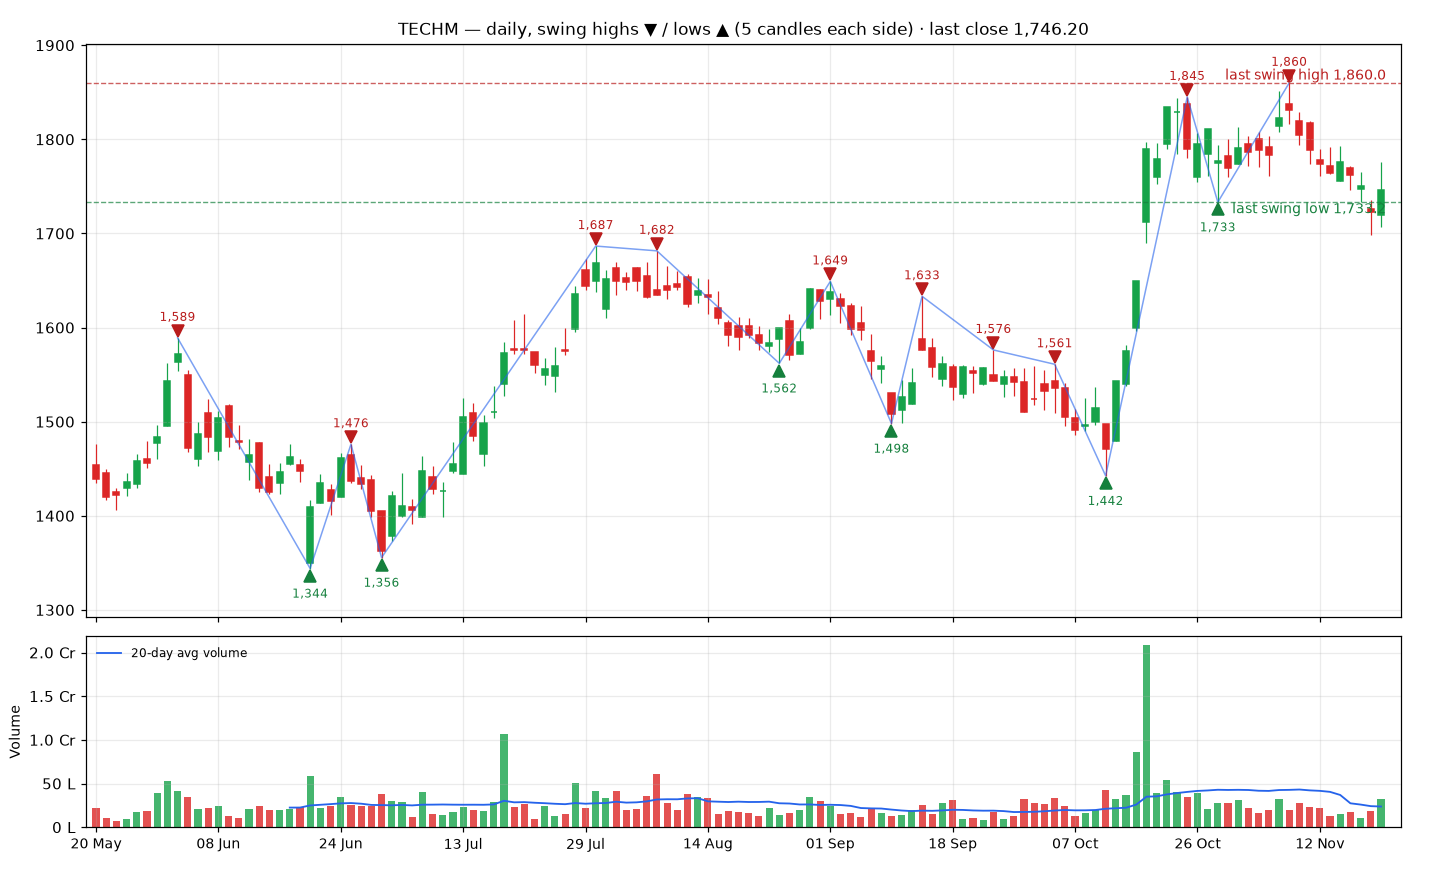 TECHM — daily, swing highs ▼ / lows ▲ (5 candles each side) · last close 1,746.20
1900
1800
1700
1600
1500
1400
1300
1,860
1,845
last swing high 1,860.0
last swing low 1,733.2
1,733
1,687
1,682
1,649
1,633
1,589
1,576
1,561
1,562
1,476
1,498
1,442
1,356
1,344
2.0 Cr
1.5 Cr
1.0 Cr
50 L
0 L
Volume
20-day avg volume
20 May
08 Jun
24 Jun
13 Jul
29 Jul
14 Aug
01 Sep
18 Sep
07 Oct
26 Oct
12 Nov